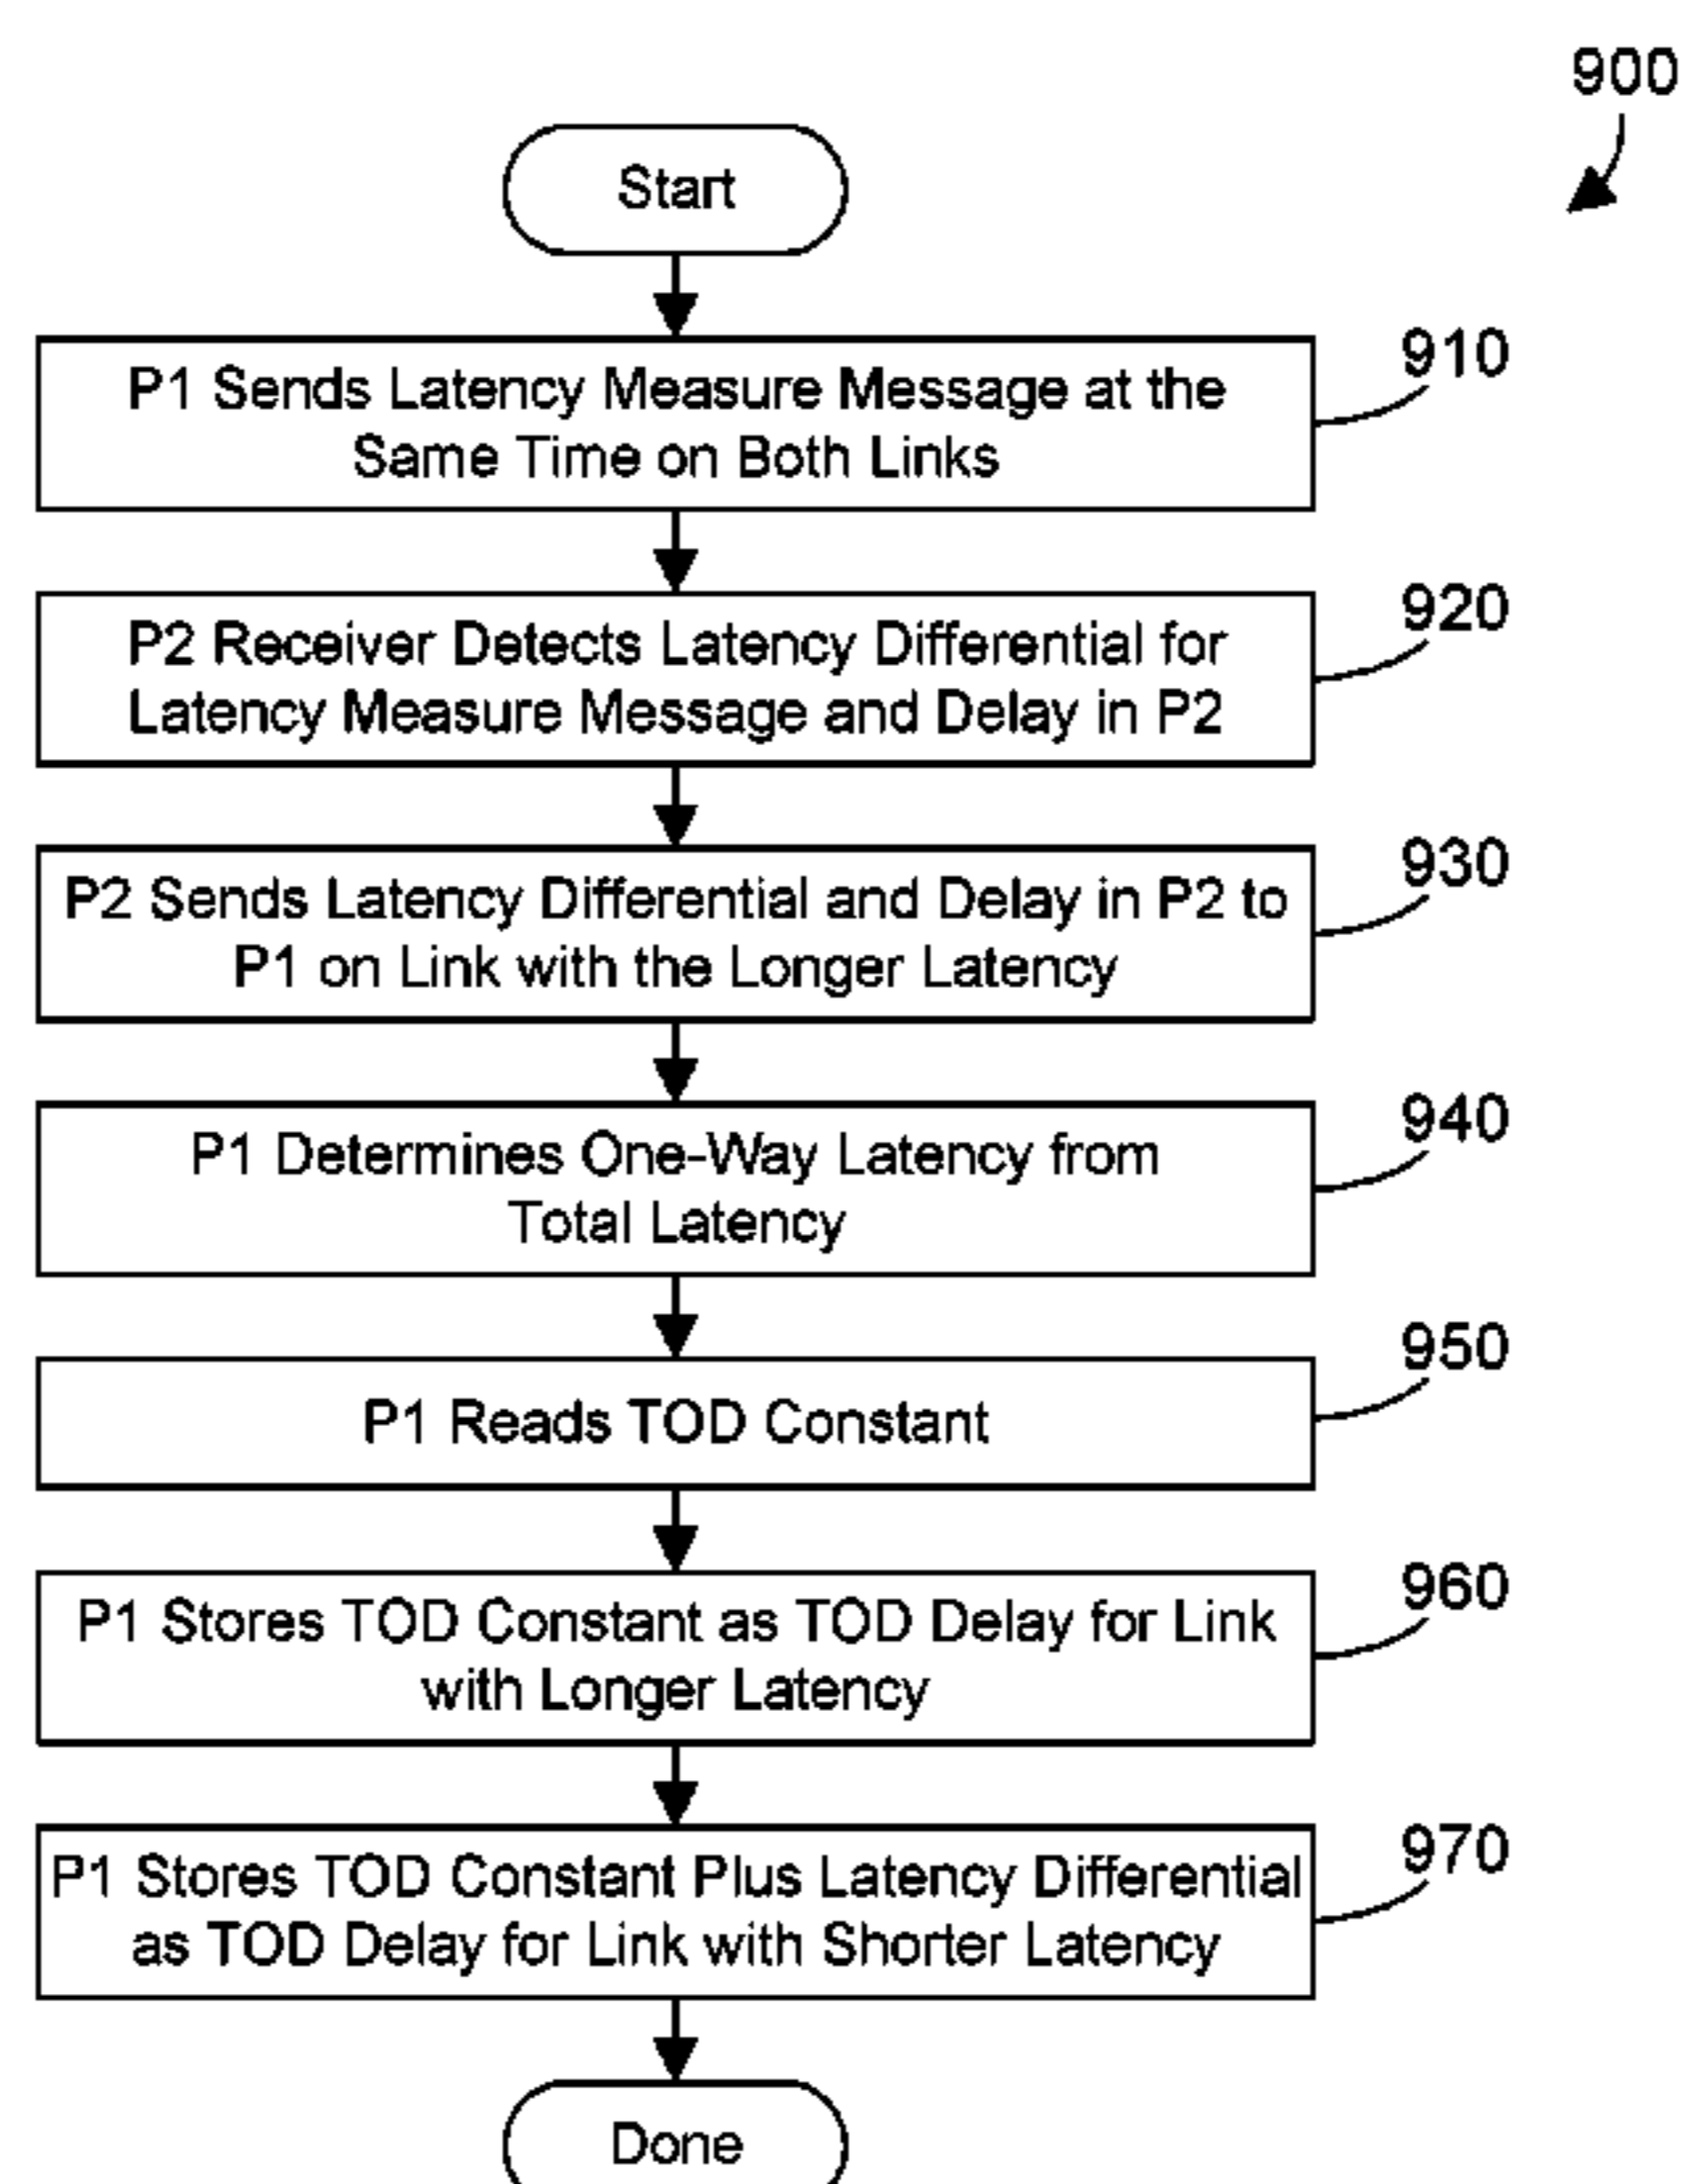 900
Start
P1 Sends Latency Measure Message at the
Same Time on Both Links
910
P2 Receiver Detects Latency Differential for
Latency Measure Message and Delay in P2
920
P2 Sends Latency Differential and Delay in P2 to
P1 on Link with the Longer Latency
930
P1 Determines One-Way Latency from
Total Latency
940
P1 Reads TOD Constant
950
P1 Stores TOD Constant as TOD Delay for Link
with Longer Latency
960
P1 Stores TOD Constant Plus Latency Differential
as TOD Delay for Link with Shorter Latency
970
Done